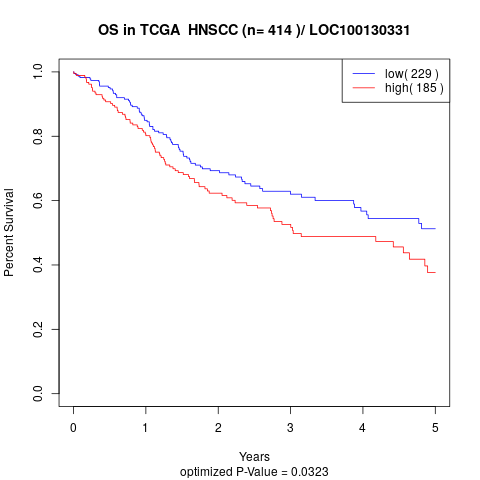 OS in TCGA  HNSCC (n= 414 )/ LOC100130331
low( 229 )
high( 185 )
Percent Survival
1.0
0.8
0.6
0.4
0.2
0.0
0 1 2 3 4 5
Years
optimized P-Value = 0.0323